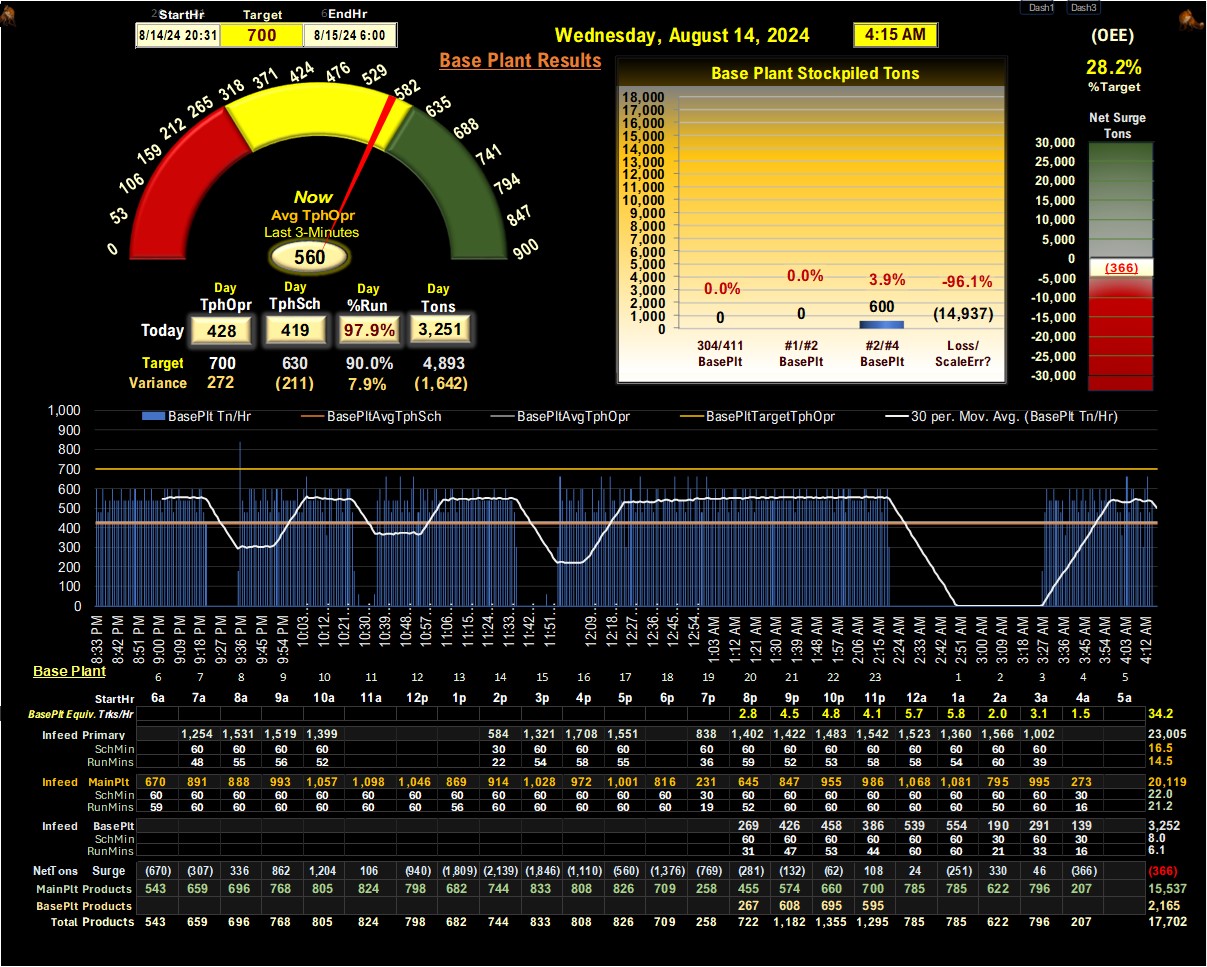 Dash1 Dash3
StartHr Target 6EndHr
8/14/24 20:31 700 8/15/24 6:00
Wednesday, August 14, 2024 4:15 AM
(OEE)
28.2%
%Target
Base Plant Results
0 53 106 159 212 265 318 371 424 476 529 582 635 688 741 794 847 900
Now
Avg TphOpr
Last 3-Minutes
560
Day Day Day Day
TphOpr TphSch %Run Tons
Today 428 419 97.9% 3,251
Target 700 630 90.0% 4,893
Variance 272 (211) 7.9% (1,642)
Base Plant Stockpiled Tons
18,000
17,000
16,000
15,000
14,000
13,000
12,000
11,000
10,000
9,000
8,000
7,000
6,000
5,000
4,000
3,000
2,000
1,000
0
0.0% 0.0% 3.9% -96.1%
0 0 600 (14,937)
304/411 #1/#2 #2/#4 Loss/
BasePlt BasePlt BasePlt ScaleErr?
Net Surge
Tons
30,000
25,000
20,000
15,000
10,000
5,000
0
(366)
-5,000
-10,000
-15,000
-20,000
-25,000
-30,000
BasePlt Tn/Hr BasePltAvgTphSch BasePltAvgTphOpr BasePltTargetTphOpr 30 per. Mov. Avg. (BasePlt Tn/Hr)
1,000
900
800
700
600
500
400
300
200
100
0
8:33 PM 8:42 PM 8:51 PM 9:00 PM 9:09 PM 9:18 PM 9:27 PM 9:36 PM 9:45 PM 9:54 PM 10:03... 10:12... 10:21... 10:30... 10:39... 10:48... 10:57... 11:06... 11:15... 11:24... 11:33... 11:42... 11:51... 12:09... 12:18... 12:27... 12:36... 12:45... 12:54... 1:03 AM 1:12 AM 1:21 AM 1:30 AM 1:39 AM 1:48 AM 1:57 AM 2:06 AM 2:15 AM 2:24 AM 2:42 AM 2:51 AM 3:00 AM 3:09 AM 3:18 AM 3:27 AM 3:36 AM 3:45 AM 3:54 AM 4:03 AM 4:12 AM
Base Plant
6 7 8 9 10 11 12 13 14 15 16 17 18 19 20 21 22 23 1 2 3 4 5
StartHr 6a 7a 8a 9a 10a 11a 12p 1p 2p 3p 4p 5p 6p 7p 8p 9p 10p 11p 12a 1a 2a 3a 4a 5a
BasePlt Equiv. Trks/Hr 2.8 4.5 4.8 4.1 5.7 5.8 2.0 3.1 1.5 34.2
Infeed Primary 1,254 1,531 1,519 1,399 584 1,321 1,708 1,551 838 1,402 1,422 1,483 1,542 1,523 1,360 1,566 1,002 23,005
SchMin 60 60 60 60 30 60 60 60 60 60 60 60 60 60 60 60 60 16.5
RunMins 48 55 56 52 22 54 58 55 36 59 52 53 58 58 54 60 39 14.5
Infeed MainPlt 670 891 888 993 1,057 1,098 1,046 869 914 1,028 972 1,001 816 231 645 847 955 986 1,068 1,081 795 995 273 20,119
SchMin 60 60 60 60 60 60 60 60 60 60 60 60 60 30 60 60 60 60 60 60 60 60 30 22.0
RunMins 59 60 60 60 60 60 60 56 60 60 60 60 60 19 52 60 60 60 60 60 50 60 16 21.2
Infeed BasePlt 269 426 458 386 539 554 190 291 139 3,252
SchMin 60 60 60 60 60 60 30 60 30 8.0
RunMins 31 47 53 44 60 60 21 33 16 6.1
NetTons Surge (670) (307) 336 862 1,204 106 (940) (1,809) (2,139) (1,846) (1,110) (560) (1,376) (769) (281) (132) (62) 108 24 (251) 330 46 (366) (366)
MainPlt Products 543 659 696 768 805 824 798 682 744 833 808 826 709 258 455 574 660 700 785 785 622 796 207 15,537
BasePlt Products 267 608 695 595 2,165
Total Products 543 659 696 768 805 824 798 682 744 833 808 826 709 258 722 1,182 1,355 1,295 785 785 622 796 207 17,702